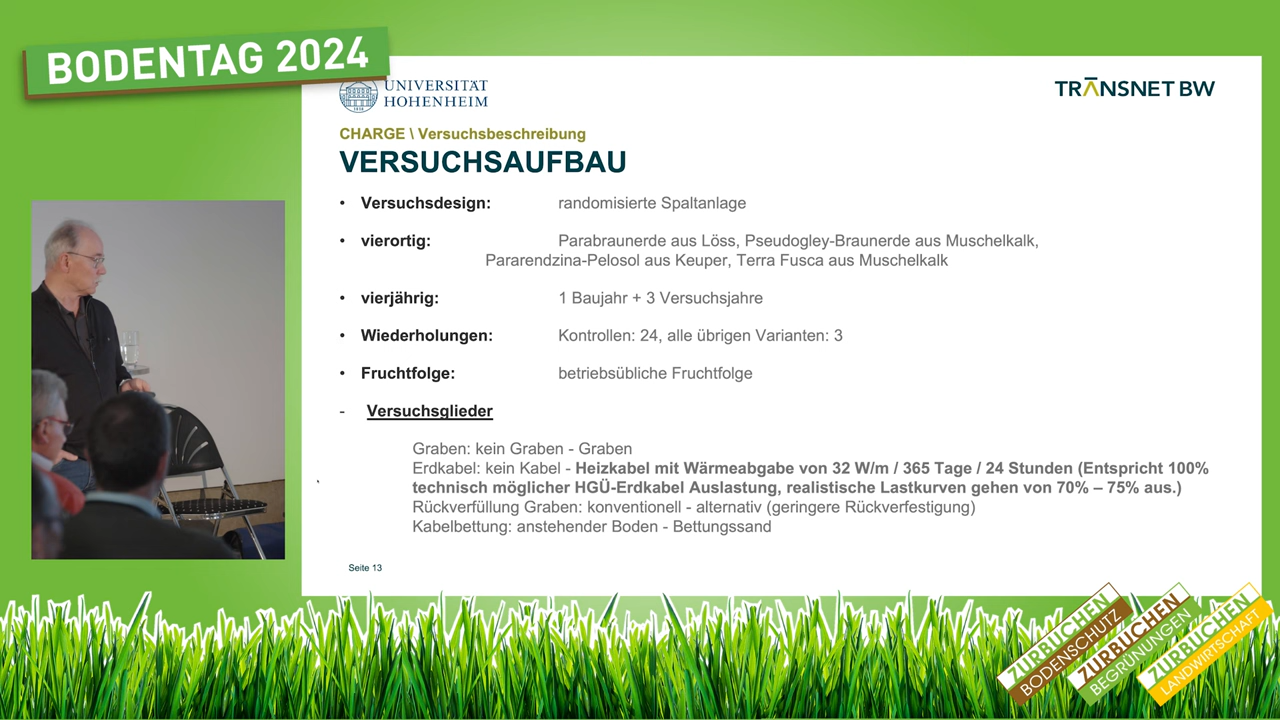 BODENTAG 2024
UNIVERSITÄT
HOHENHEIM
TRANSNET BW
CHARGE \ Versuchsbeschreibung
VERSUCHSAUFBAU
• Versuchsdesign: randomisierte Spaltanlage
• vierortig: Parabraunerde aus Löss, Pseudogley-Braunerde aus Muschelkalk,
Pararendzina-Pelosol aus Keuper, Terra Fusca aus Muschelkalk
• vierjährig: 1 Baujahr + 3 Versuchsjahre
• Wiederholungen: Kontrollen: 24, alle übrigen Varianten: 3
• Fruchtfolge: betriebsübliche Fruchtfolge
- Versuchsglieder
Graben: kein Graben - Graben
Erdkabel: kein Kabel - Heizkabel mit Wärmeabgabe von 32 W/m / 365 Tage / 24 Stunden (Entspricht 100%
technisch möglicher HGÜ-Erdkabel Auslastung, realistische Lastkurven gehen von 70% – 75% aus.)
Rückverfüllung Graben: konventionell - alternativ (geringere Rückverfestigung)
Kabelbettung: anstehender Boden - Bettungssand
Seite 13
ZURBUCHEN
BODENSCHUTZ
ZURBUCHEN
BEGRÜNUNGEN
ZURBUCHEN
LANDWIRTSCHAFT